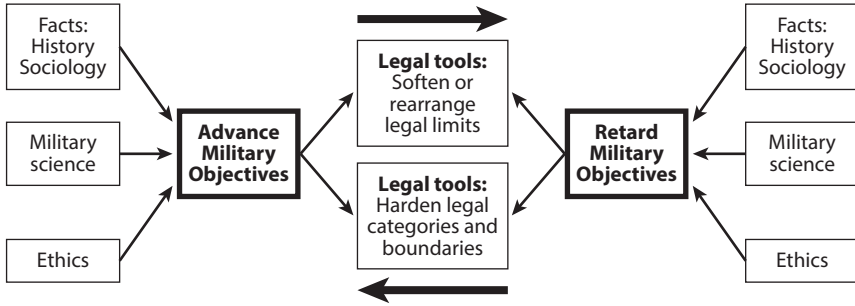 Facts:
History
Sociology
Military
science
Ethics
Advance
Military
Objectives
Legal tools:
Soften or
rearrange
legal limits
Legal tools:
Harden legal
categories and
boundaries
Retard
Military
Objectives
Facts:
History
Sociology
Military
science
Ethics